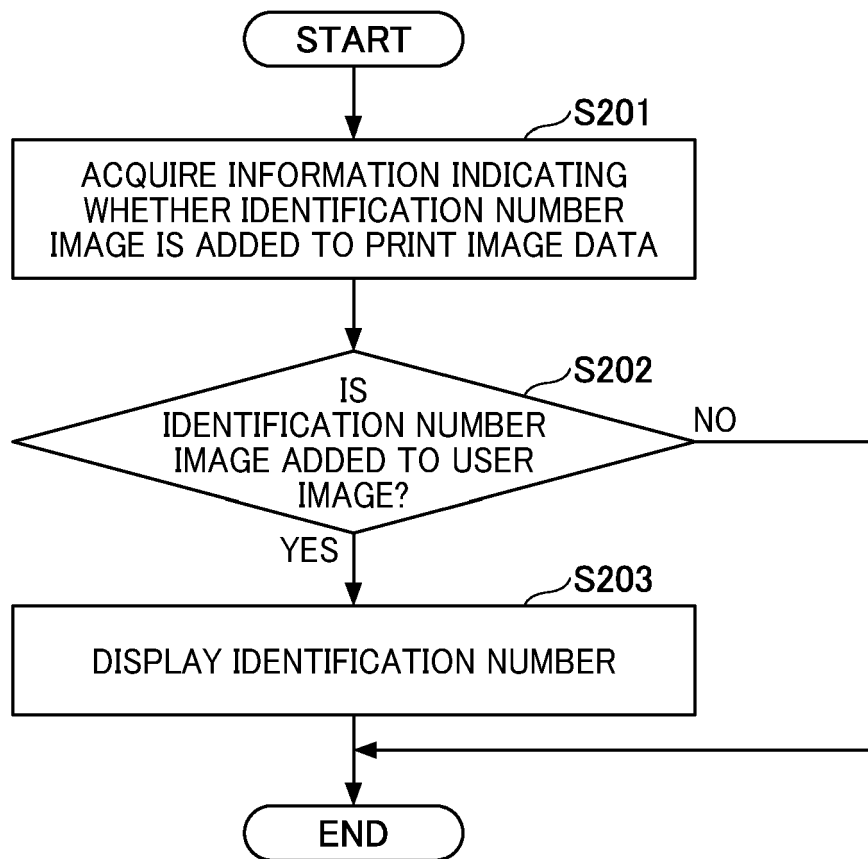 START
S201
ACQUIRE INFORMATION INDICATING
WHETHER IDENTIFICATION NUMBER
IMAGE IS ADDED TO PRINT IMAGE DATA
S202
IS
IDENTIFICATION NUMBER
IMAGE ADDED TO USER
IMAGE?
NO
YES
S203
DISPLAY IDENTIFICATION NUMBER
END